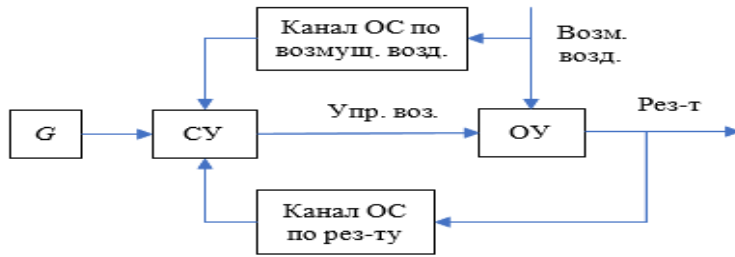 Канал ОС по
возмущ. возд.
Возм.
возд.
G
СУ
Упр. воз.
ОУ
Рез-т
Канал ОС
по рез-ту